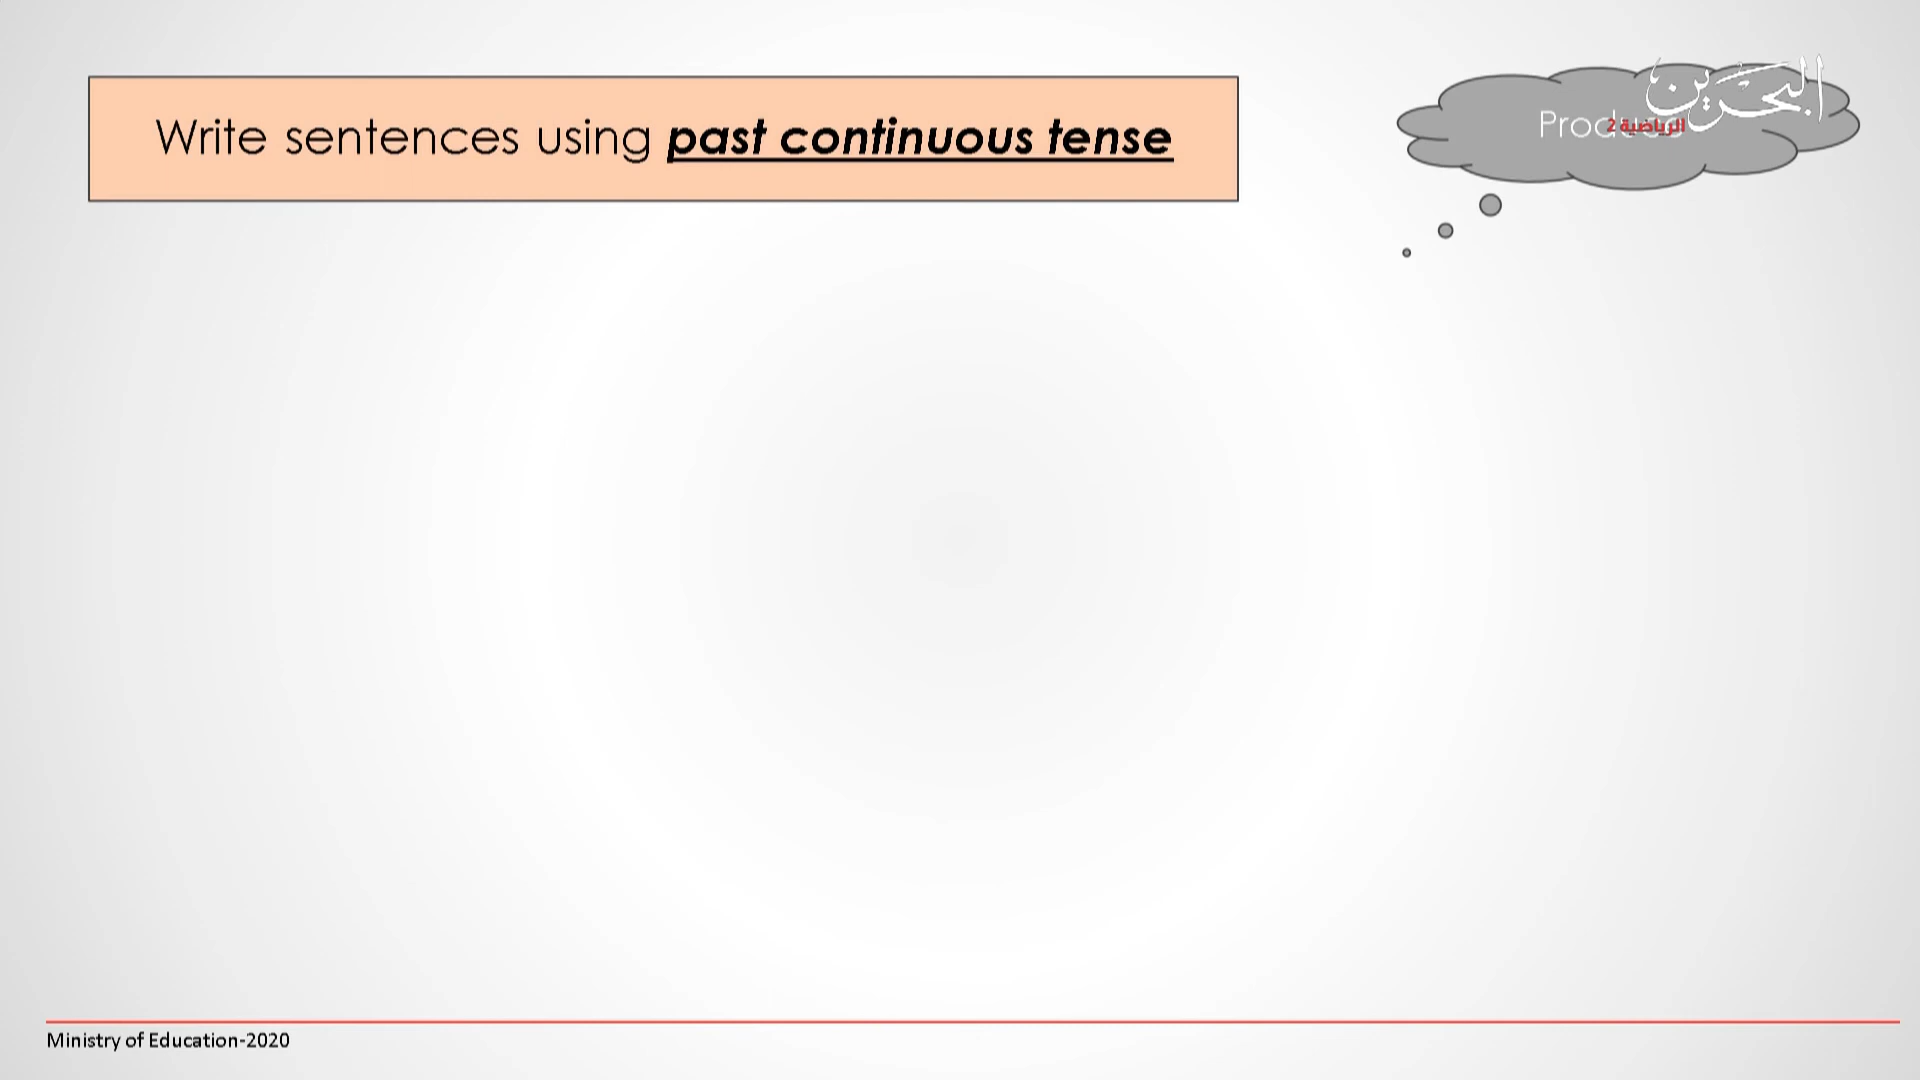 Write sentences using past continuous tense
البحرين
الرياضية 2
Ministry of Education-2020